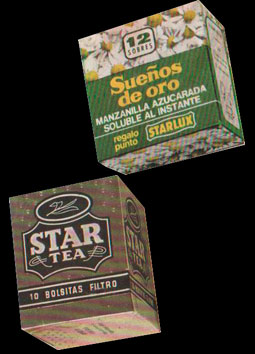 12
SOBRES
Sueños
de oro
MANZANILLA AZUCARADA
SOLUBLE AL INSTANTE
regalo
punto
STARLUX
STAR
TEA
10 BOLSITAS FILTRO